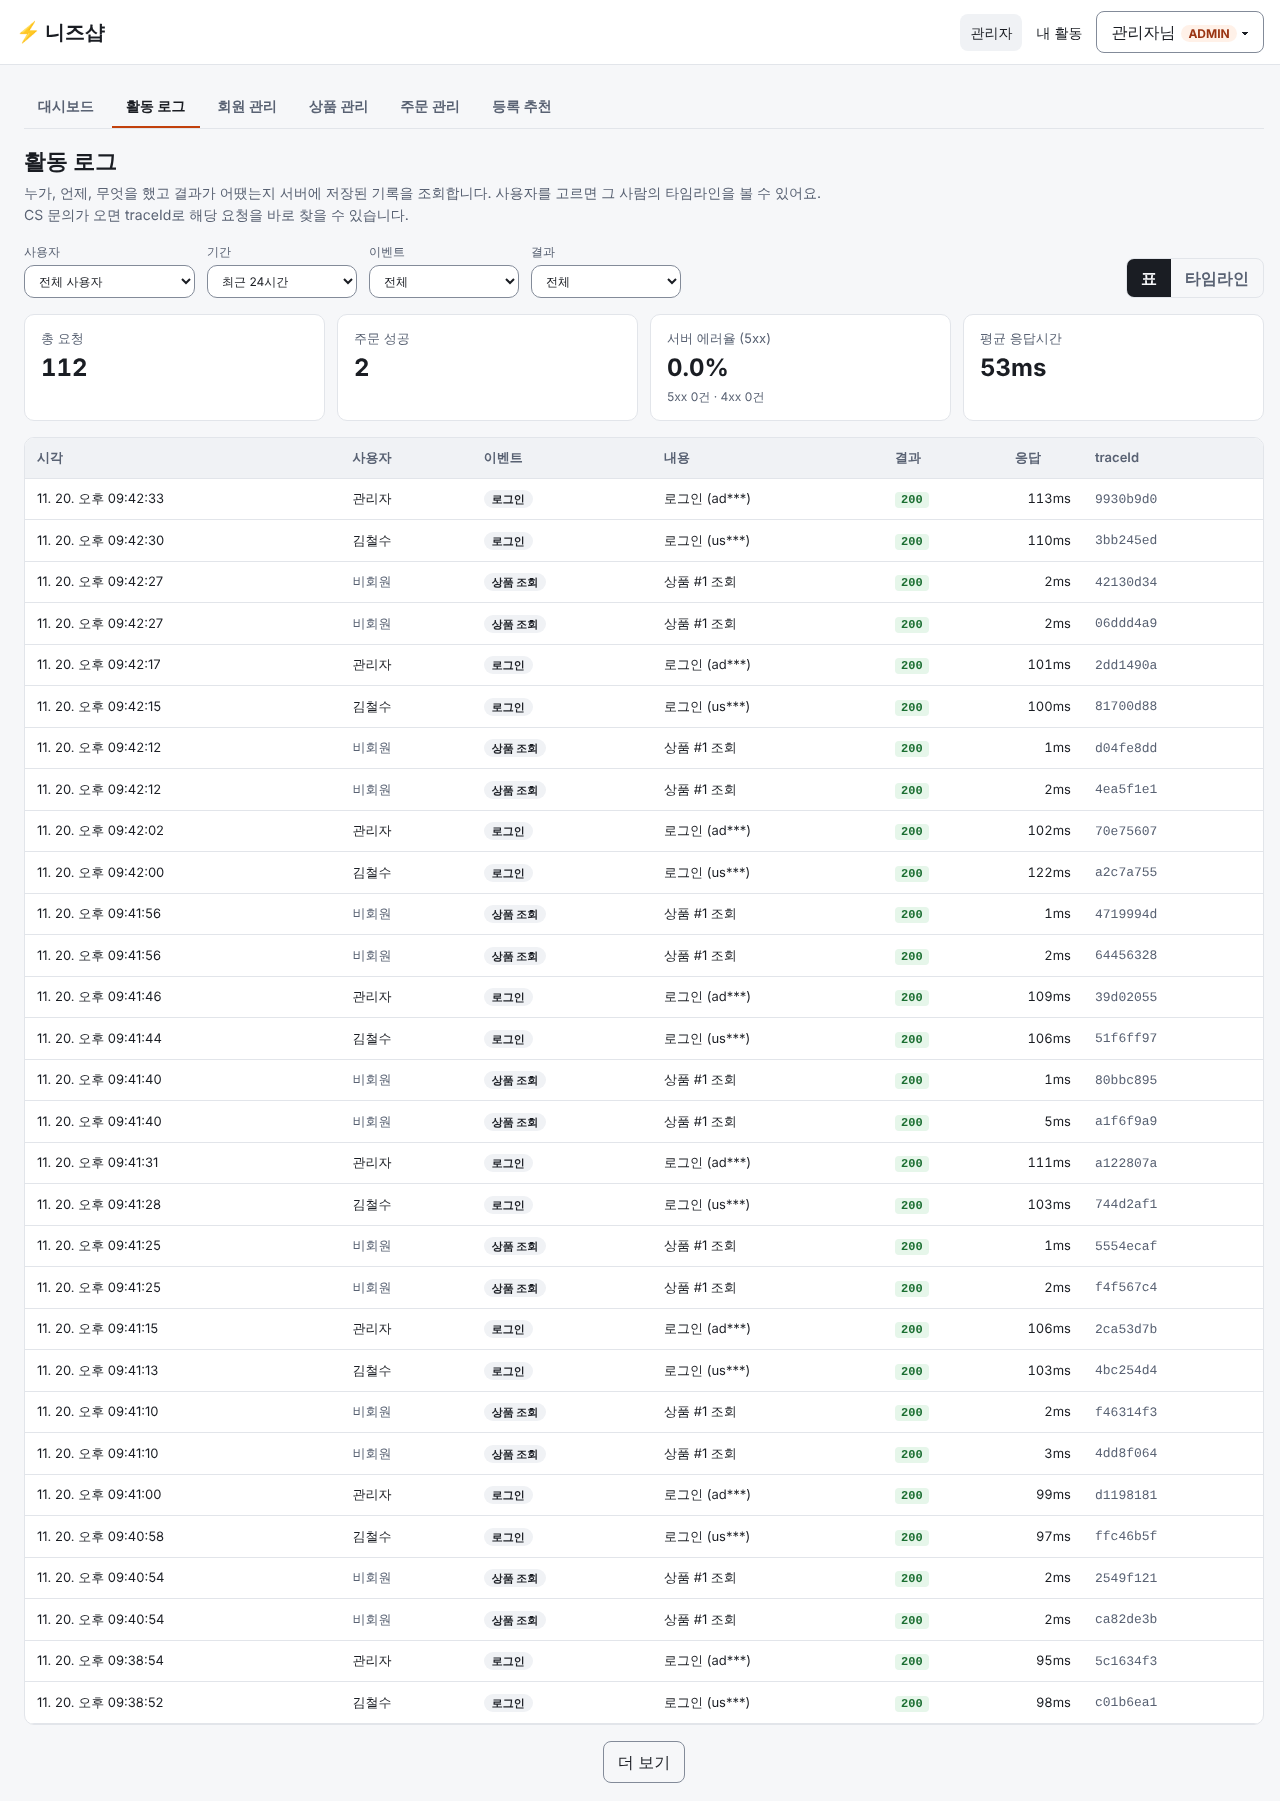 ⚡ 니즈샵
관리자 내 활동 관리자님 ADMIN
대시보드 활동 로그 회원 관리 상품 관리 주문 관리 등록 추천
활동 로그
누가, 언제, 무엇을 했고 결과가 어땠는지 서버에 저장된 기록을 조회합니다. 사용자를 고르면 그 사람의 타임라인을 볼 수 있어요.
CS 문의가 오면 traceId로 해당 요청을 바로 찾을 수 있습니다.
사용자 기간 이벤트 결과
전체 사용자 최근 24시간 전체 전체 표 타임라인
총 요청 주문 성공 서버 에러율 (5xx) 평균 응답시간
112 2 0.0% 53ms
5xx 0건 · 4xx 0건
시각 사용자 이벤트 내용 결과 응답 traceId
11. 20. 오후 09:42:33 관리자 로그인 로그인 (ad***) 200 113ms 9930b9d0
11. 20. 오후 09:42:30 김철수 로그인 로그인 (us***) 200 110ms 3bb245ed
11. 20. 오후 09:42:27 비회원 상품 조회 상품 #1 조회 200 2ms 42130d34
11. 20. 오후 09:42:27 비회원 상품 조회 상품 #1 조회 200 2ms 06ddd4a9
11. 20. 오후 09:42:17 관리자 로그인 로그인 (ad***) 200 101ms 2dd1490a
11. 20. 오후 09:42:15 김철수 로그인 로그인 (us***) 200 100ms 81700d88
11. 20. 오후 09:42:12 비회원 상품 조회 상품 #1 조회 200 1ms d04fe8dd
11. 20. 오후 09:42:12 비회원 상품 조회 상품 #1 조회 200 2ms 4ea5f1e1
11. 20. 오후 09:42:02 관리자 로그인 로그인 (ad***) 200 102ms 70e75607
11. 20. 오후 09:42:00 김철수 로그인 로그인 (us***) 200 122ms a2c7a755
11. 20. 오후 09:41:56 비회원 상품 조회 상품 #1 조회 200 1ms 4719994d
11. 20. 오후 09:41:56 비회원 상품 조회 상품 #1 조회 200 2ms 64456328
11. 20. 오후 09:41:46 관리자 로그인 로그인 (ad***) 200 109ms 39d02055
11. 20. 오후 09:41:44 김철수 로그인 로그인 (us***) 200 106ms 51f6ff97
11. 20. 오후 09:41:40 비회원 상품 조회 상품 #1 조회 200 1ms 80bbc895
11. 20. 오후 09:41:40 비회원 상품 조회 상품 #1 조회 200 5ms a1f6f9a9
11. 20. 오후 09:41:31 관리자 로그인 로그인 (ad***) 200 111ms a122807a
11. 20. 오후 09:41:28 김철수 로그인 로그인 (us***) 200 103ms 744d2af1
11. 20. 오후 09:41:25 비회원 상품 조회 상품 #1 조회 200 1ms 5554ecaf
11. 20. 오후 09:41:25 비회원 상품 조회 상품 #1 조회 200 2ms f4f567c4
11. 20. 오후 09:41:15 관리자 로그인 로그인 (ad***) 200 106ms 2ca53d7b
11. 20. 오후 09:41:13 김철수 로그인 로그인 (us***) 200 103ms 4bc254d4
11. 20. 오후 09:41:10 비회원 상품 조회 상품 #1 조회 200 2ms f46314f3
11. 20. 오후 09:41:10 비회원 상품 조회 상품 #1 조회 200 3ms 4dd8f064
11. 20. 오후 09:41:00 관리자 로그인 로그인 (ad***) 200 99ms d1198181
11. 20. 오후 09:40:58 김철수 로그인 로그인 (us***) 200 97ms ffc46b5f
11. 20. 오후 09:40:54 비회원 상품 조회 상품 #1 조회 200 2ms 2549f121
11. 20. 오후 09:40:54 비회원 상품 조회 상품 #1 조회 200 2ms ca82de3b
11. 20. 오후 09:38:54 관리자 로그인 로그인 (ad***) 200 95ms 5c1634f3
11. 20. 오후 09:38:52 김철수 로그인 로그인 (us***) 200 98ms c01b6ea1
더 보기